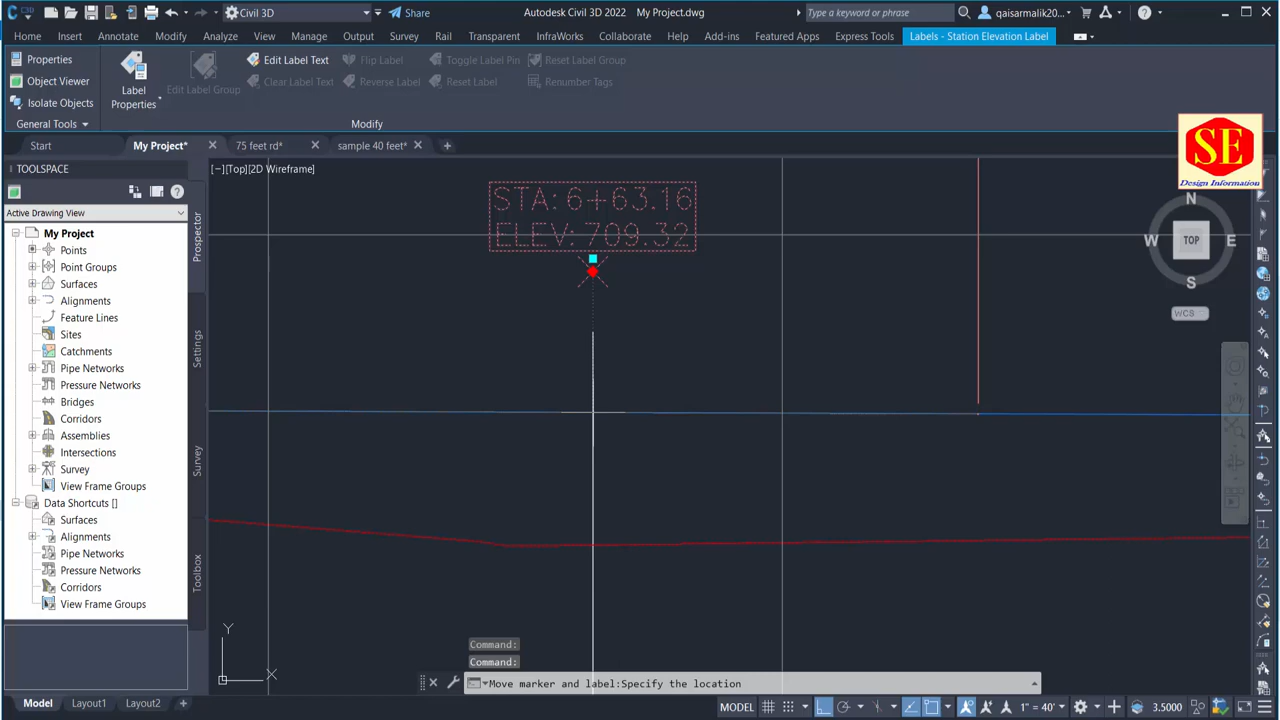 Civil 3D
Share
Autodesk Civil 3D 2022 My Project.dwg
Type a keyword or phrase
qaisarmalik20...
Home Insert Annotate Modify Analyze View Manage Output Survey Rail Transparent InfraWorks Collaborate Help Add-ins Featured Apps Express Tools Labels - Station Elevation Label
Properties
Object Viewer
Isolate Objects
General Tools
Label Properties
Edit Label Group
Edit Label Text
Clear Label Text
Flip Label
Reverse Label
Toggle Label Pin
Reset Label
Reset Label Group
Renumber Tags
Modify
Start My Project* 75 feet rd* sample 40 feet*
SE
Design Information
TOOLSPACE
[−][Top][2D Wireframe]
Active Drawing View
Prospector
Settings
Survey
Toolbox
My Project
Points
Point Groups
Surfaces
Alignments
Feature Lines
Sites
Catchments
Pipe Networks
Pressure Networks
Bridges
Corridors
Assemblies
Intersections
Survey
View Frame Groups
Data Shortcuts []
Surfaces
Alignments
Pipe Networks
Pressure Networks
Corridors
View Frame Groups
STA: 6+63.16
ELEV: 709.32
N
W TOP E
S
WCS
Y
X
Command:
Command:
Move marker and label:Specify the location
Model Layout1 Layout2
MODEL
1" = 40'
3.5000